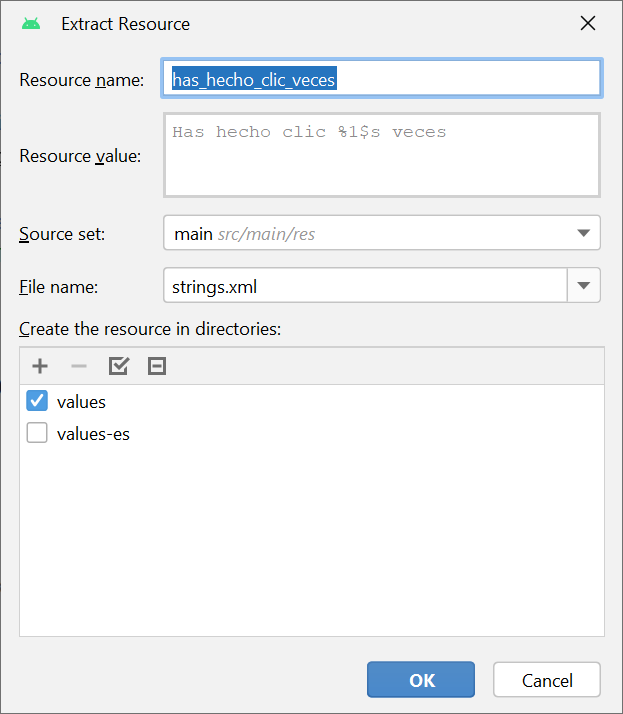 Extract Resource
Resource name: has_hecho_clic_veces
Resource value: Has hecho clic %1$s veces
Source set: main src/main/res
File name: strings.xml
Create the resource in directories:
values
values-es
OK Cancel